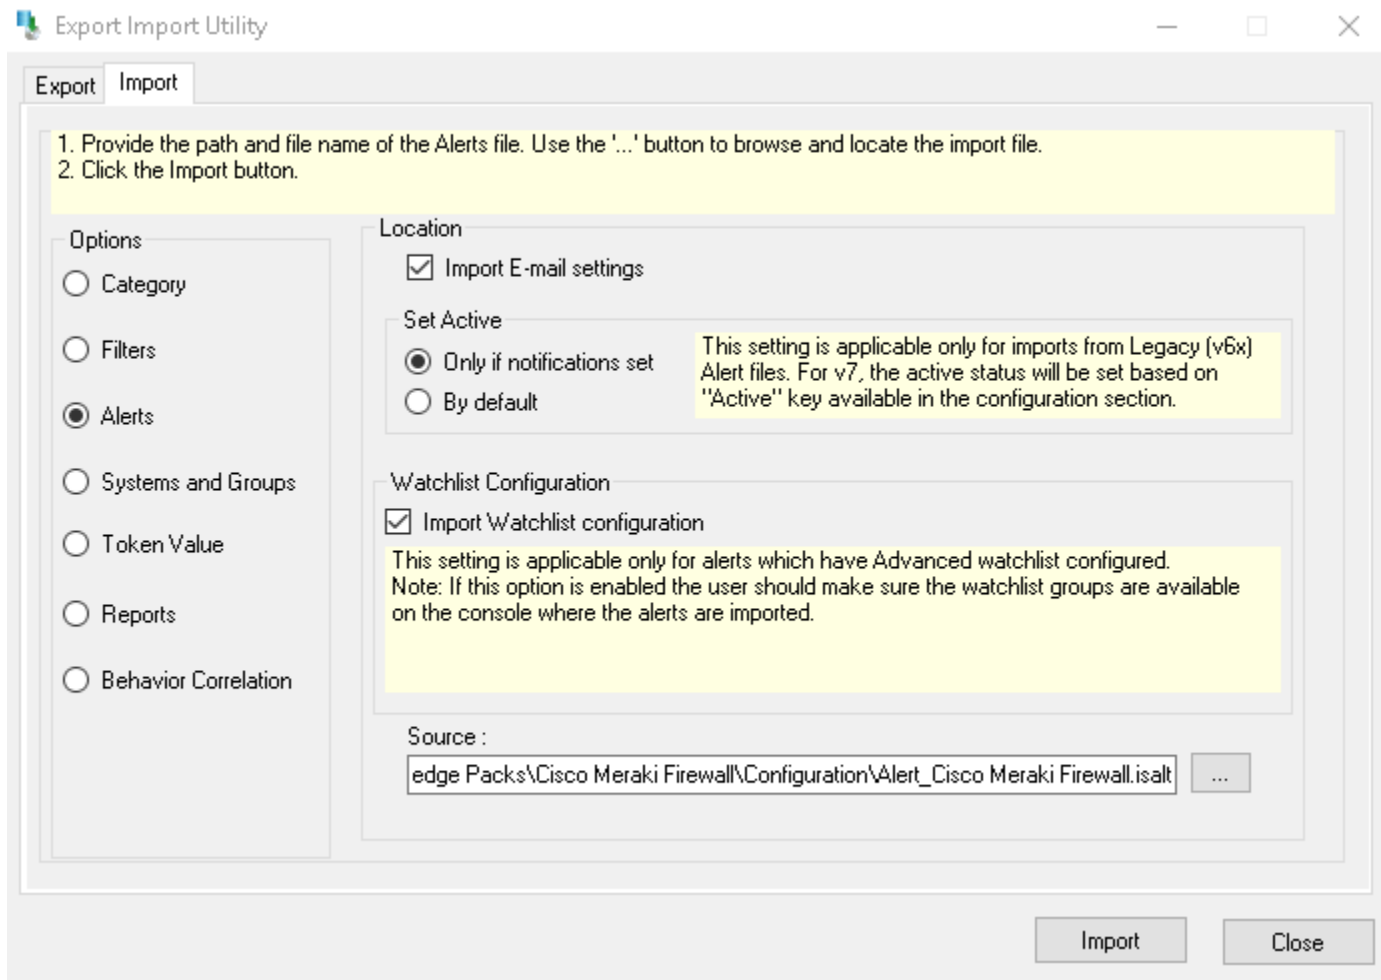 Export Import Utility
Export
Import
1. Provide the path and file name of the Alerts file. Use the '...' button to browse and locate the import file.
2. Click the Import button.
Options
Category
Filters
Alerts
Systems and Groups
Token Value
Reports
Behavior Correlation
Location
Import E-mail settings
Set Active
Only if notifications set
By default
This setting is applicable only for imports from Legacy (v6x)
Alert files. For v7, the active status will be set based on
"Active" key available in the configuration section.
Watchlist Configuration
Import Watchlist configuration
This setting is applicable only for alerts which have Advanced watchlist configured.
Note: If this option is enabled the user should make sure the watchlist groups are available
on the console where the alerts are imported.
Source :
edge Packs\Cisco Meraki Firewall\Configuration\Alert_Cisco Meraki Firewall.isalt
...
Import
Close